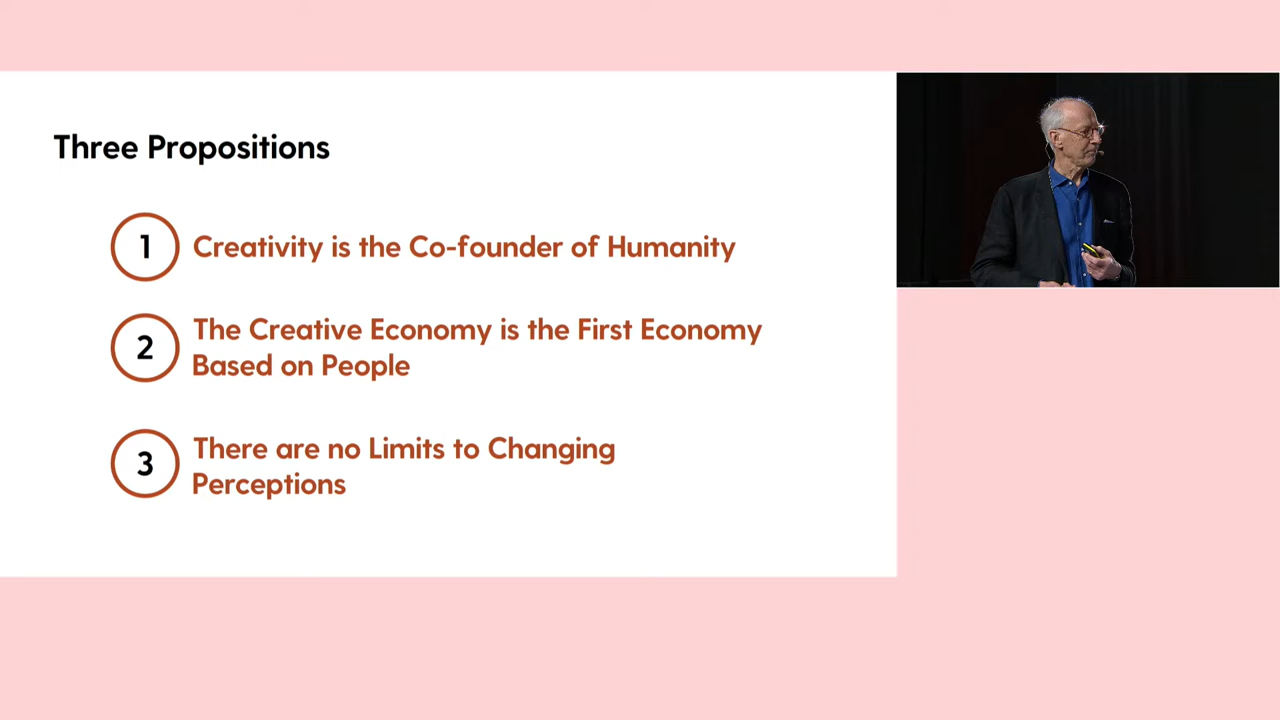 Three Propositions
1
Creativity is the Co-founder of Humanity
2
The Creative Economy is the First Economy
Based on People
3
There are no Limits to Changing
Perceptions